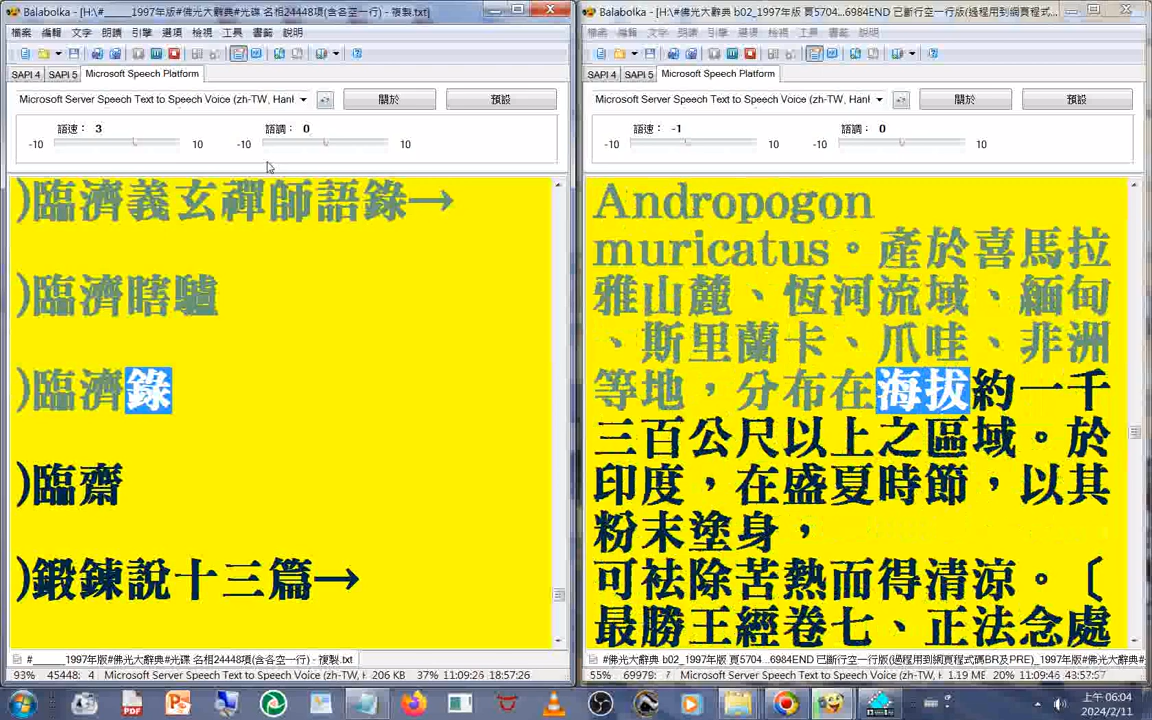 Balabolka - [H:\#_____1997年版#佛光大辭典#光碟 名相24448項(含各空一行) - 複製.txt]
檔案 編輯 文字 朗讀 引擎 選項 檢視 工具 書籤 說明
SAPI 4 SAPI 5 Microsoft Speech Platform
Microsoft Server Speech Text to Speech Voice (zh-TW, Hanl
關於 預設
語速： 3 語調： 0
-10 10 -10 10
)臨濟義玄禪師語錄→
)臨濟瞎驢
)臨濟錄
)臨齋
)鍛鍊說十三篇→
#_____1997年版#佛光大辭典#光碟 名相24448項(含各空一行) - 複製.txt
93% 45448: 4 Microsoft Server Speech Text to Speech Voice (zh-TW, H 206 KB 37% 11:09:26 18:57:26
Balabolka - [H:\#佛光大辭典 b02_1997年版 頁5704...6984END 已斷行空一行版(過程用到網頁程式...
檔案 編輯 文字 朗讀 引擎 選項 檢視 工具 書籤 說明
SAPI 4 SAPI 5 Microsoft Speech Platform
Microsoft Server Speech Text to Speech Voice (zh-TW, Hanl
關於 預設
語速： -1 語調： 0
-10 10 -10 10
Andropogon
muricatus。產於喜馬拉
雅山麓、恆河流域、緬甸
、斯里蘭卡、爪哇、非洲
等地，分布在海拔約一千
三百公尺以上之區域。於
印度，在盛夏時節，以其
粉末塗身，
可袪除苦熱而得清涼。〔
最勝王經卷七、正法念處
#佛光大辭典 b02_1997年版 頁5704...6984END 已斷行空一行版(過程用到網頁程式碼BR及PRE)_1997年版#佛光大辭典#
55% 69979: ? Microsoft Server Speech Text to Speech Voice (zh-TW, H 1.19 ME 20% 11:09:46 43:57:57
上午 06:04
2024/2/11